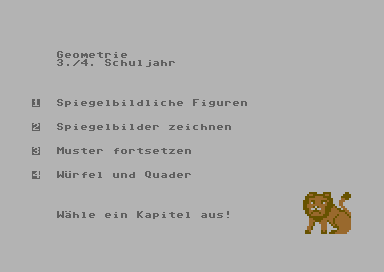 Geometrie
3./4. Schuljahr
1 Spiegelbildliche Figuren
2 Spiegelbilder zeichnen
3 Muster fortsetzen
4 Würfel und Quader
Wähle ein Kapitel aus!